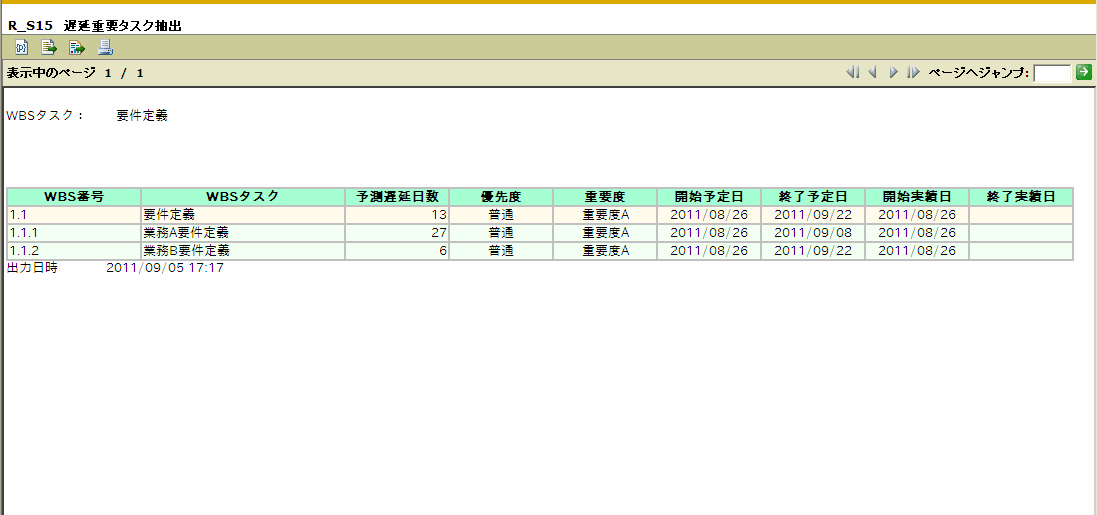 R_S15 遅延重要タスク抽出
表示中のページ 1 / 1 ページへジャンプ:
WBSタスク： 要件定義
WBS番号 WBSタスク 予測遅延日数 優先度 重要度 開始予定日 終了予定日 開始実績日 終了実績日
1.1 要件定義 13 普通 重要度A 2011/08/26 2011/09/22 2011/08/26
1.1.1 業務A要件定義 27 普通 重要度A 2011/08/26 2011/09/08 2011/08/26
1.1.2 業務B要件定義 6 普通 重要度A 2011/08/26 2011/09/22 2011/08/26
出力日時 2011/09/05 17:17